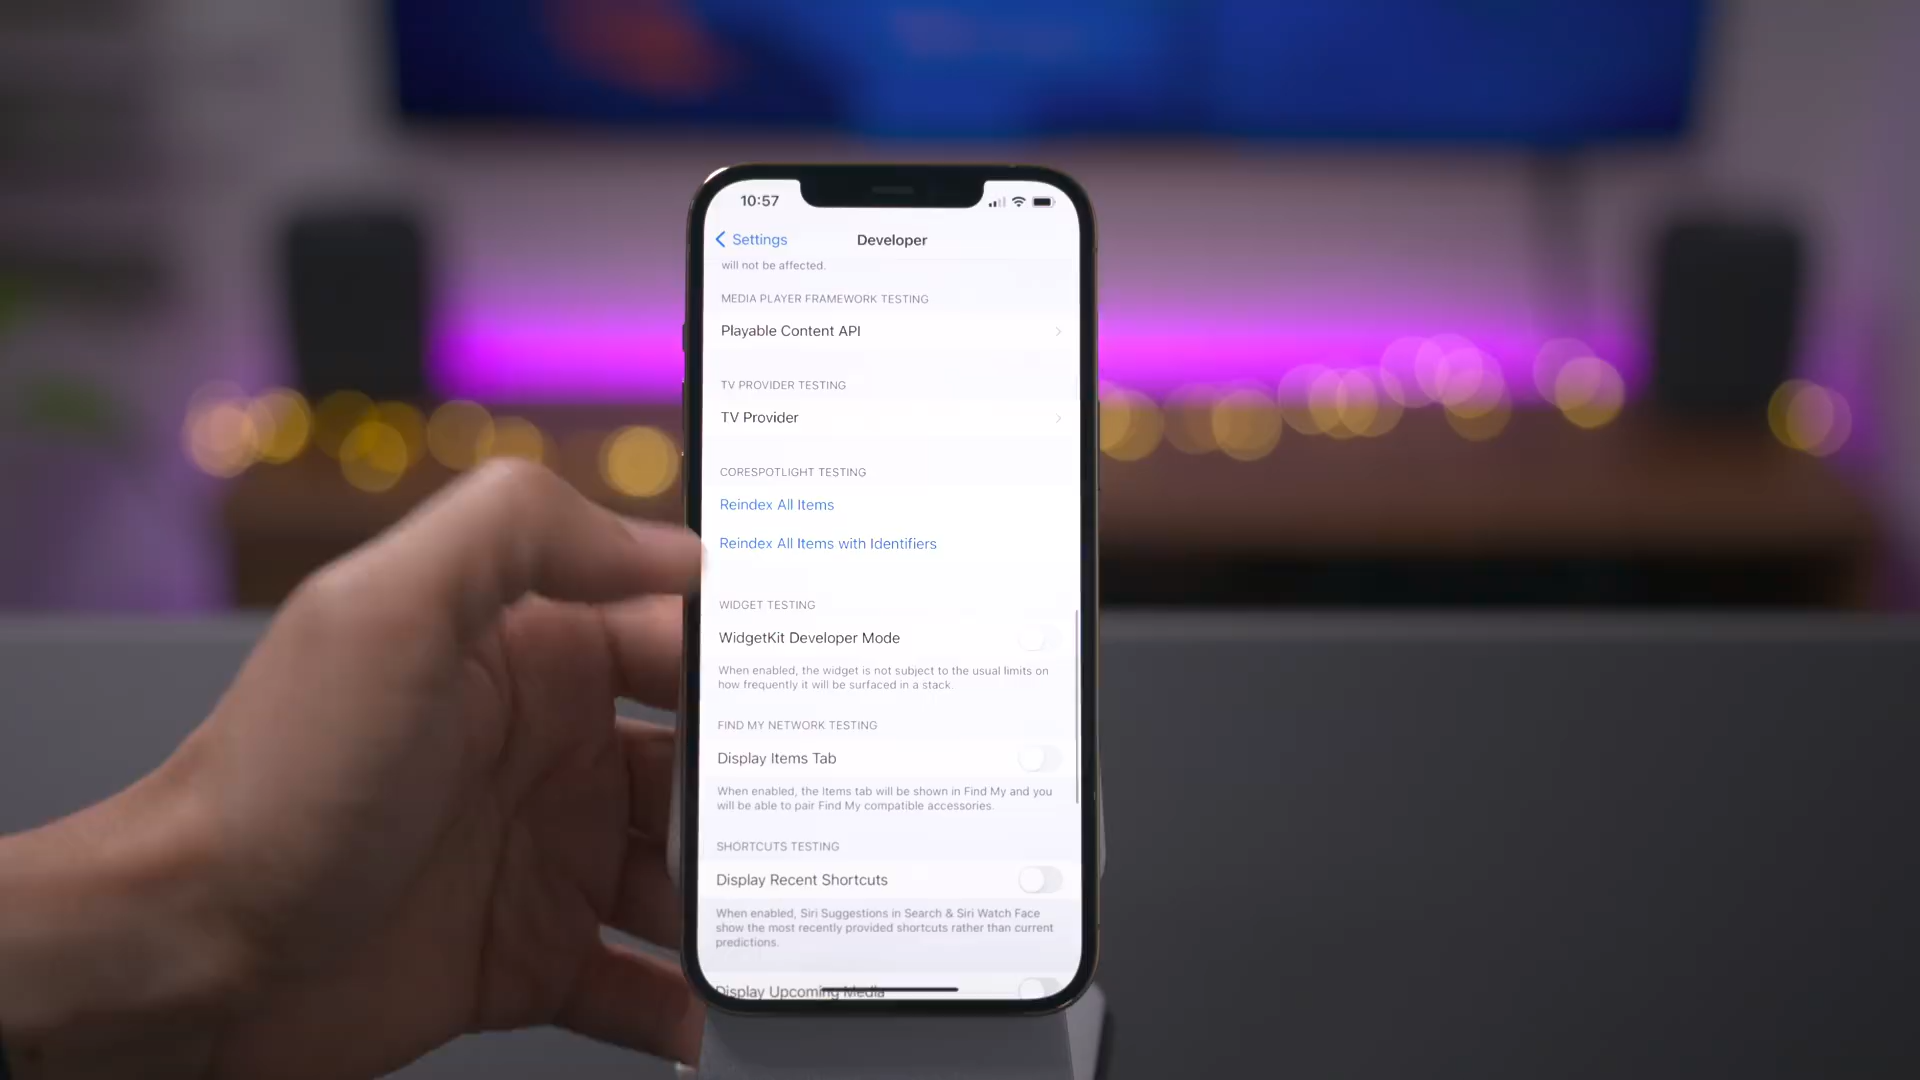 10:57
Settings
Developer
will not be affected.
MEDIA PLAYER FRAMEWORK TESTING
Playable Content API
TV PROVIDER TESTING
TV Provider
CORESPOTLIGHT TESTING
Reindex All Items
Reindex All Items with Identifiers
WIDGET TESTING
WidgetKit Developer Mode
When enabled, the widget is not subject to the usual limits on
how frequently it will be surfaced in a stack.
FIND MY NETWORK TESTING
Display Items Tab
When enabled, the Items tab will be shown in Find My and you
will be able to pair Find My compatible accessories.
SHORTCUTS TESTING
Display Recent Shortcuts
When enabled, Siri Suggestions in Search & Siri Watch Face
show the most recently provided shortcuts rather than current
predictions.
Display Upcoming Media